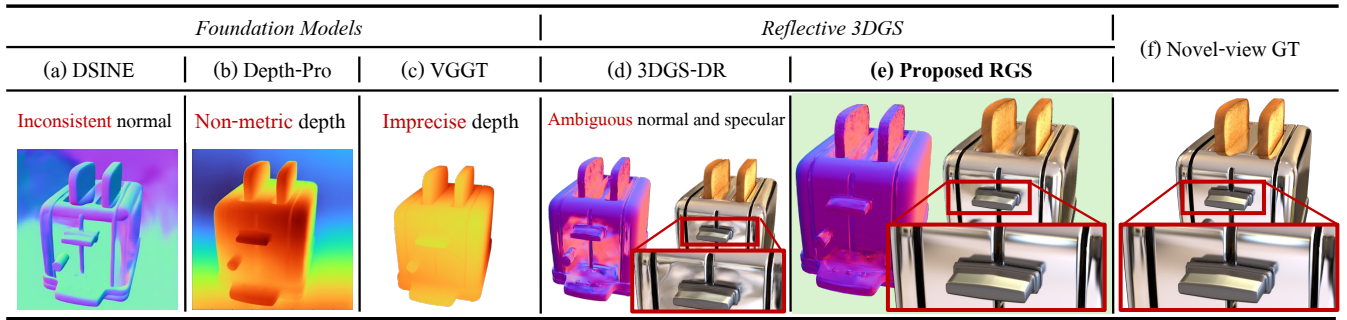 Foundation Models
Reflective 3DGS
(f) Novel-view GT
(a) DSINE
(b) Depth-Pro
(c) VGGT
(d) 3DGS-DR
(e) Proposed RGS
Inconsistent normal
Non-metric depth
Imprecise depth
Ambiguous normal and specular